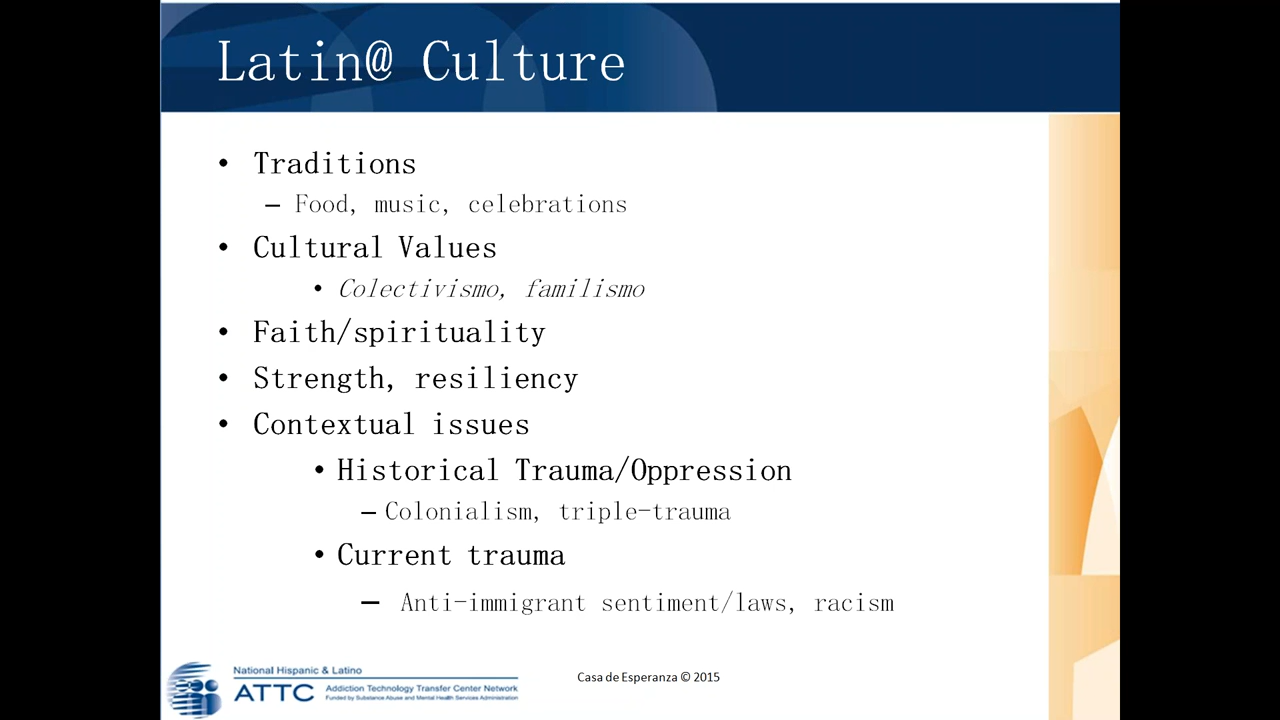 Latin@ Culture
• Traditions
– Food, music, celebrations
• Cultural Values
• Colectivismo, familismo
• Faith/spirituality
• Strength, resiliency
• Contextual issues
• Historical Trauma/Oppression
– Colonialism, triple-trauma
• Current trauma
– Anti-immigrant sentiment/laws, racism
National Hispanic & Latino
ATTC Addiction Technology Transfer Center Network
Funded by Substance Abuse and Mental Health Services Administration
Casa de Esperanza © 2015